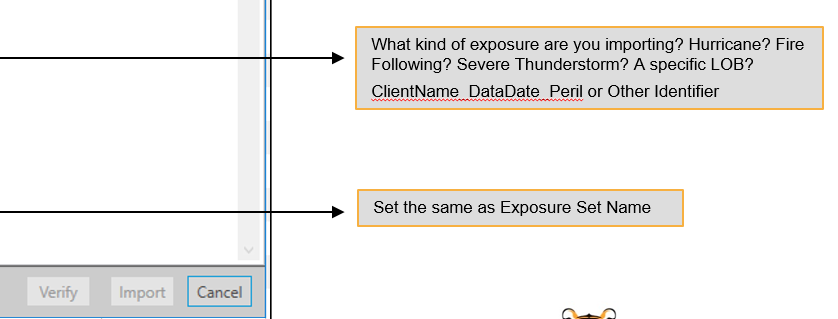 What kind of exposure are you importing? Hurricane? Fire
Following? Severe Thunderstorm? A specific LOB?
ClientName_DataDate_Peril or Other Identifier
Set the same as Exposure Set Name
Verify Import Cancel